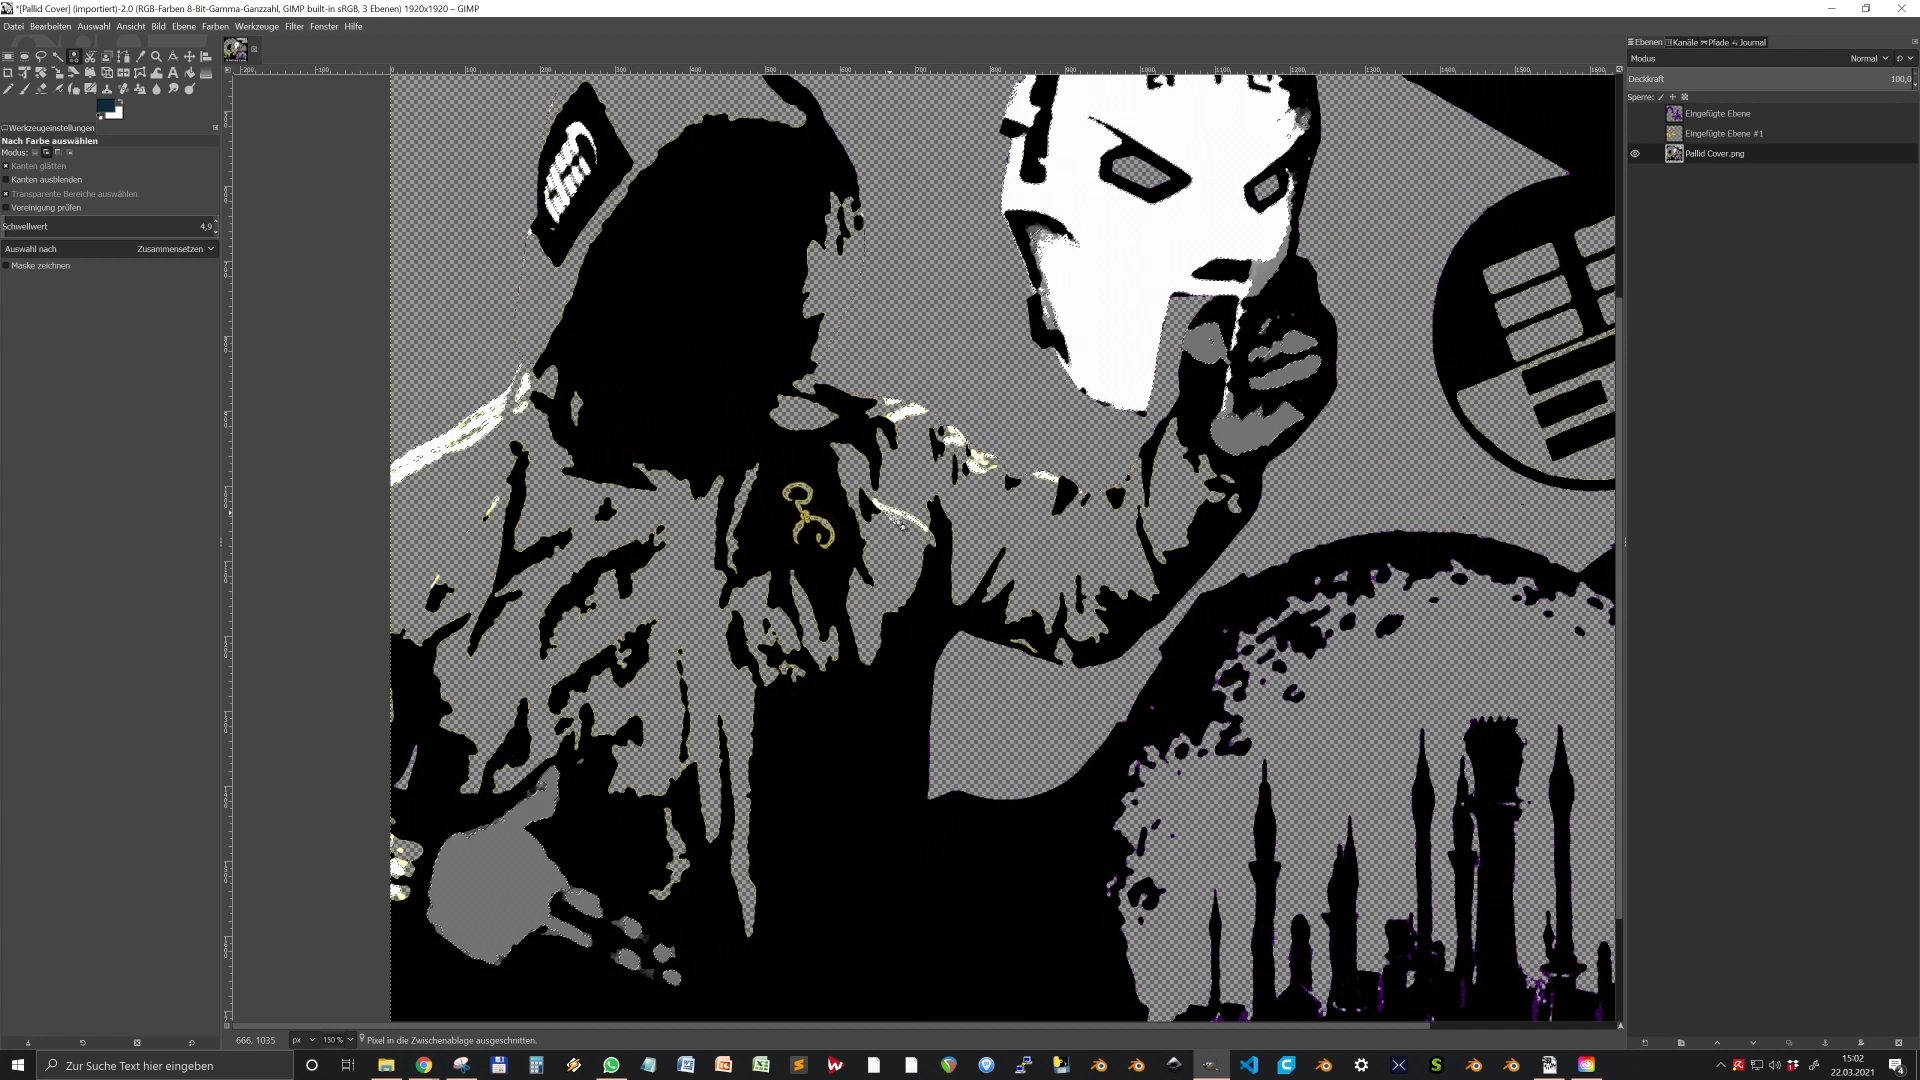 *[Pallid Cover] (importiert)-2.0 (RGB-Farben 8-Bit-Gamma-Ganzzahl, GIMP built-in sRGB, 3 Ebenen) 1920x1920 – GIMP
Datei Bearbeiten Auswahl Ansicht Bild Ebene Farben Werkzeuge Filter Fenster Hilfe
Ebenen Kanäle Pfade Journal
Modus Normal
Deckkraft 100,0
Sperre:
Eingefügte Ebene
Eingefügte Ebene #1
Pallid Cover.png
Werkzeugeinstellungen
Nach Farbe auswählen
Modus:
Kanten glätten
Kanten ausblenden
Transparente Bereiche auswählen
Vereinigung prüfen
Schwellwert 4,9
Auswahl nach Zusammensetzen
Maske zeichnen
666, 1035 px 150 % Pixel in die Zwischenablage ausgeschnitten.
Zur Suche Text hier eingeben
15:02
22.03.2021
4